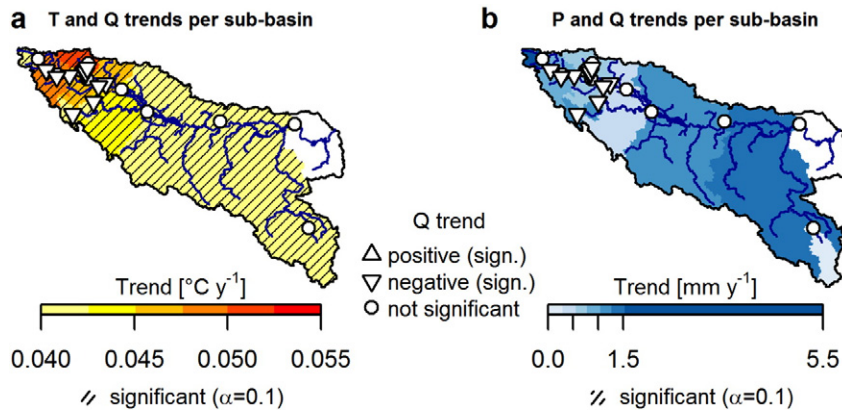 a T and Q trends per sub-basin
b P and Q trends per sub-basin
Q trend
△ positive (sign.)
▽ negative (sign.)
○ not significant
Trend [°C y⁻¹]
0.040 0.045 0.050 0.055
significant (α=0.1)
Trend [mm y⁻¹]
0.0 1.5 5.5
significant (α=0.1)